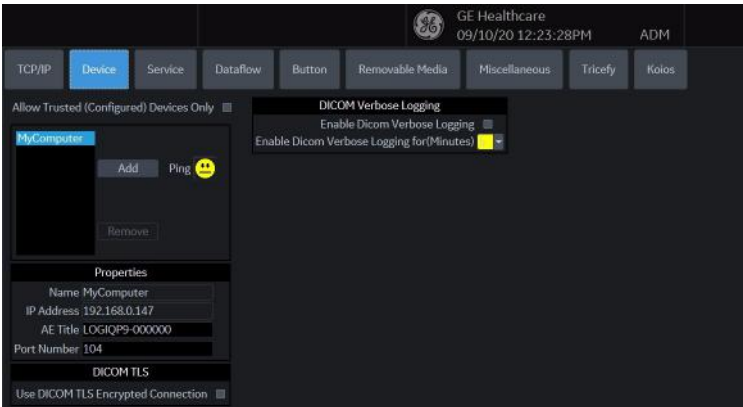 GE Healthcare
09/10/20 12:23:28PM ADM
TCP/IP Device Service Dataflow Button Removable Media Miscellaneous Tricefy Koios
Allow Trusted (Configured) Devices Only
MyComputer
Add Ping
Remove
Properties
Name MyComputer
IP Address 192.168.0.147
AE Title LOGIQP9-000000
Port Number 104
DICOM TLS
Use DICOM TLS Encrypted Connection
DICOM Verbose Logging
Enable Dicom Verbose Logging
Enable Dicom Verbose Logging for(Minutes)